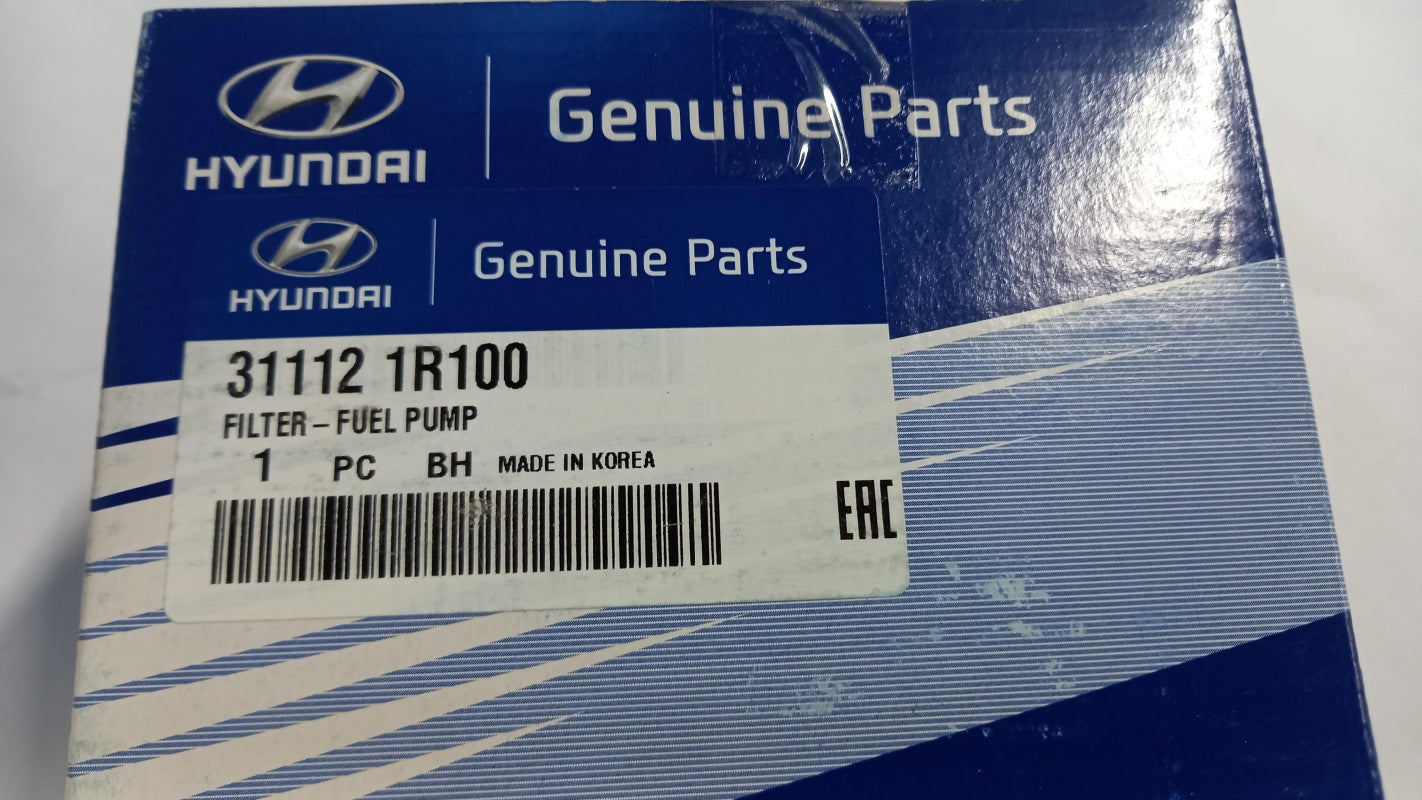 HYUNDAI Genuine Parts
HYUNDAI Genuine Parts
31112 1R100
FILTER – FUEL PUMP
1 PC BH MADE IN KOREA
EAC